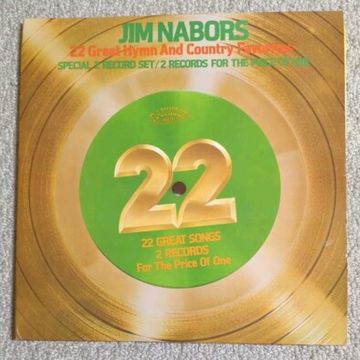 JIM NABORS
22 Great Hymn And Country Favorites
SPECIAL 2 RECORD SET/2 RECORDS FOR THE PRICE OF ONE
22
22 GREAT SONGS
2 RECORDS
For The Price Of One